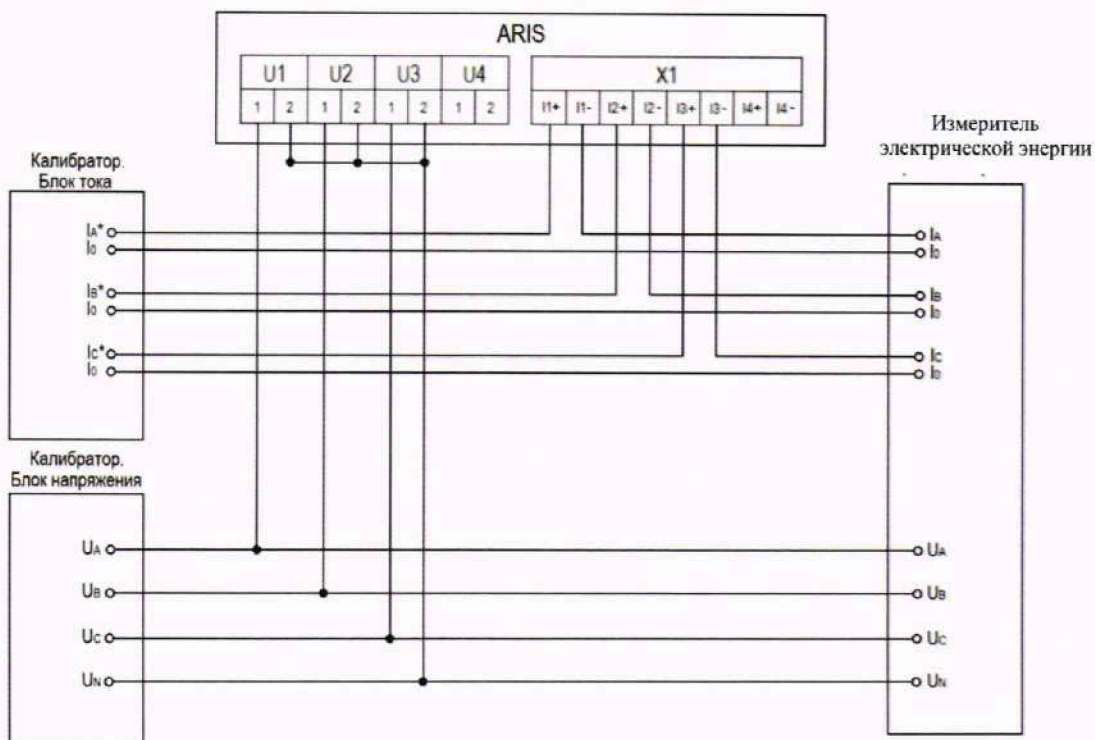 ARIS
U1 U2 U3 U4 X1
1 2 1 2 1 2 1 2 I1+ I1- I2+ I2- I3+ I3- I4+ I4-
Измеритель
электрической энергии
Калибратор.
Блок тока
IA* IA
I0 I0
IB* IB
I0 I0
IC* IC
I0 I0
Калибратор.
Блок напряжения
UA UA
UB UB
UC UC
UN UN